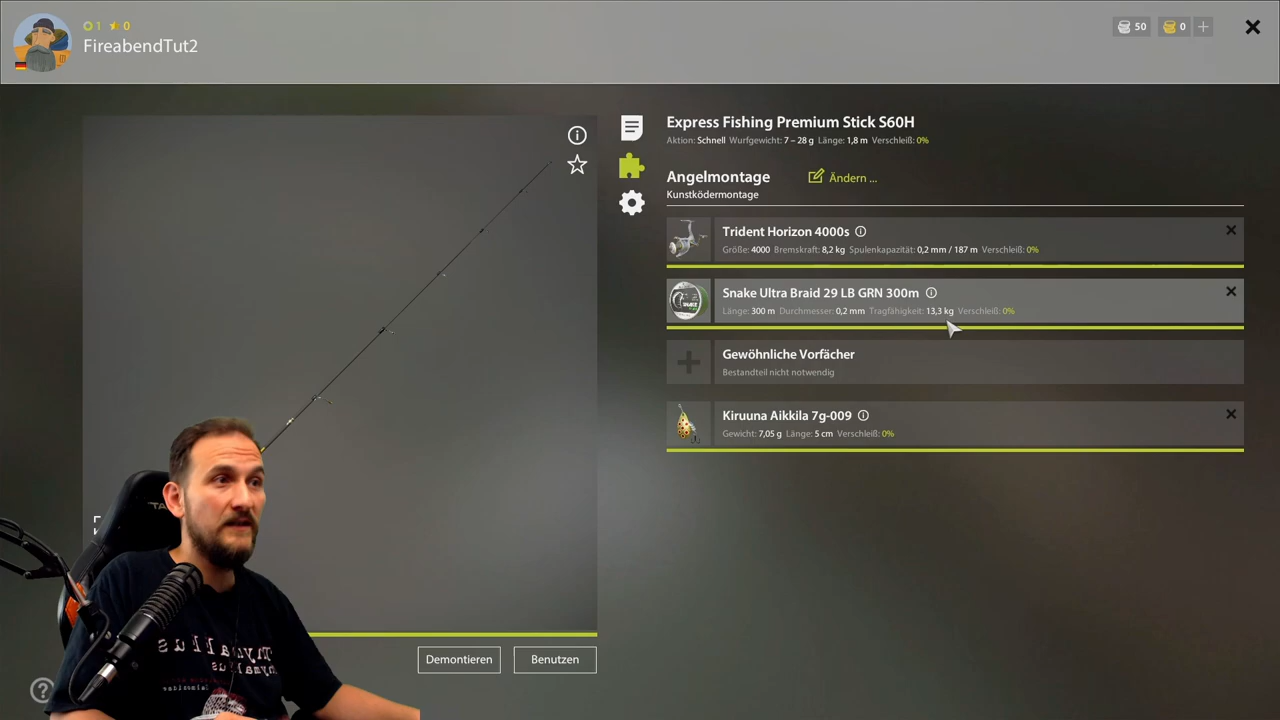 1 0
FireabendTut2
50
0
Express Fishing Premium Stick S60H
Aktion: Schnell Wurfgewicht: 7 – 28 g Länge: 1,8 m Verschleiß: 0%
Angelmontage
Ändern ...
Kunstködermontage
Trident Horizon 4000s
Größe: 4000 Bremskraft: 8,2 kg Spulenkapazität: 0,2 mm / 187 m Verschleiß: 0%
Snake Ultra Braid 29 LB GRN 300m
Länge: 300 m Durchmesser: 0,2 mm Tragfähigkeit: 13,3 kg Verschleiß: 0%
Gewöhnliche Vorfächer
Bestandteil nicht notwendig
Kiruuna Aikkila 7g-009
Gewicht: 7,05 g Länge: 5 cm Verschleiß: 0%
Demontieren
Benutzen
?